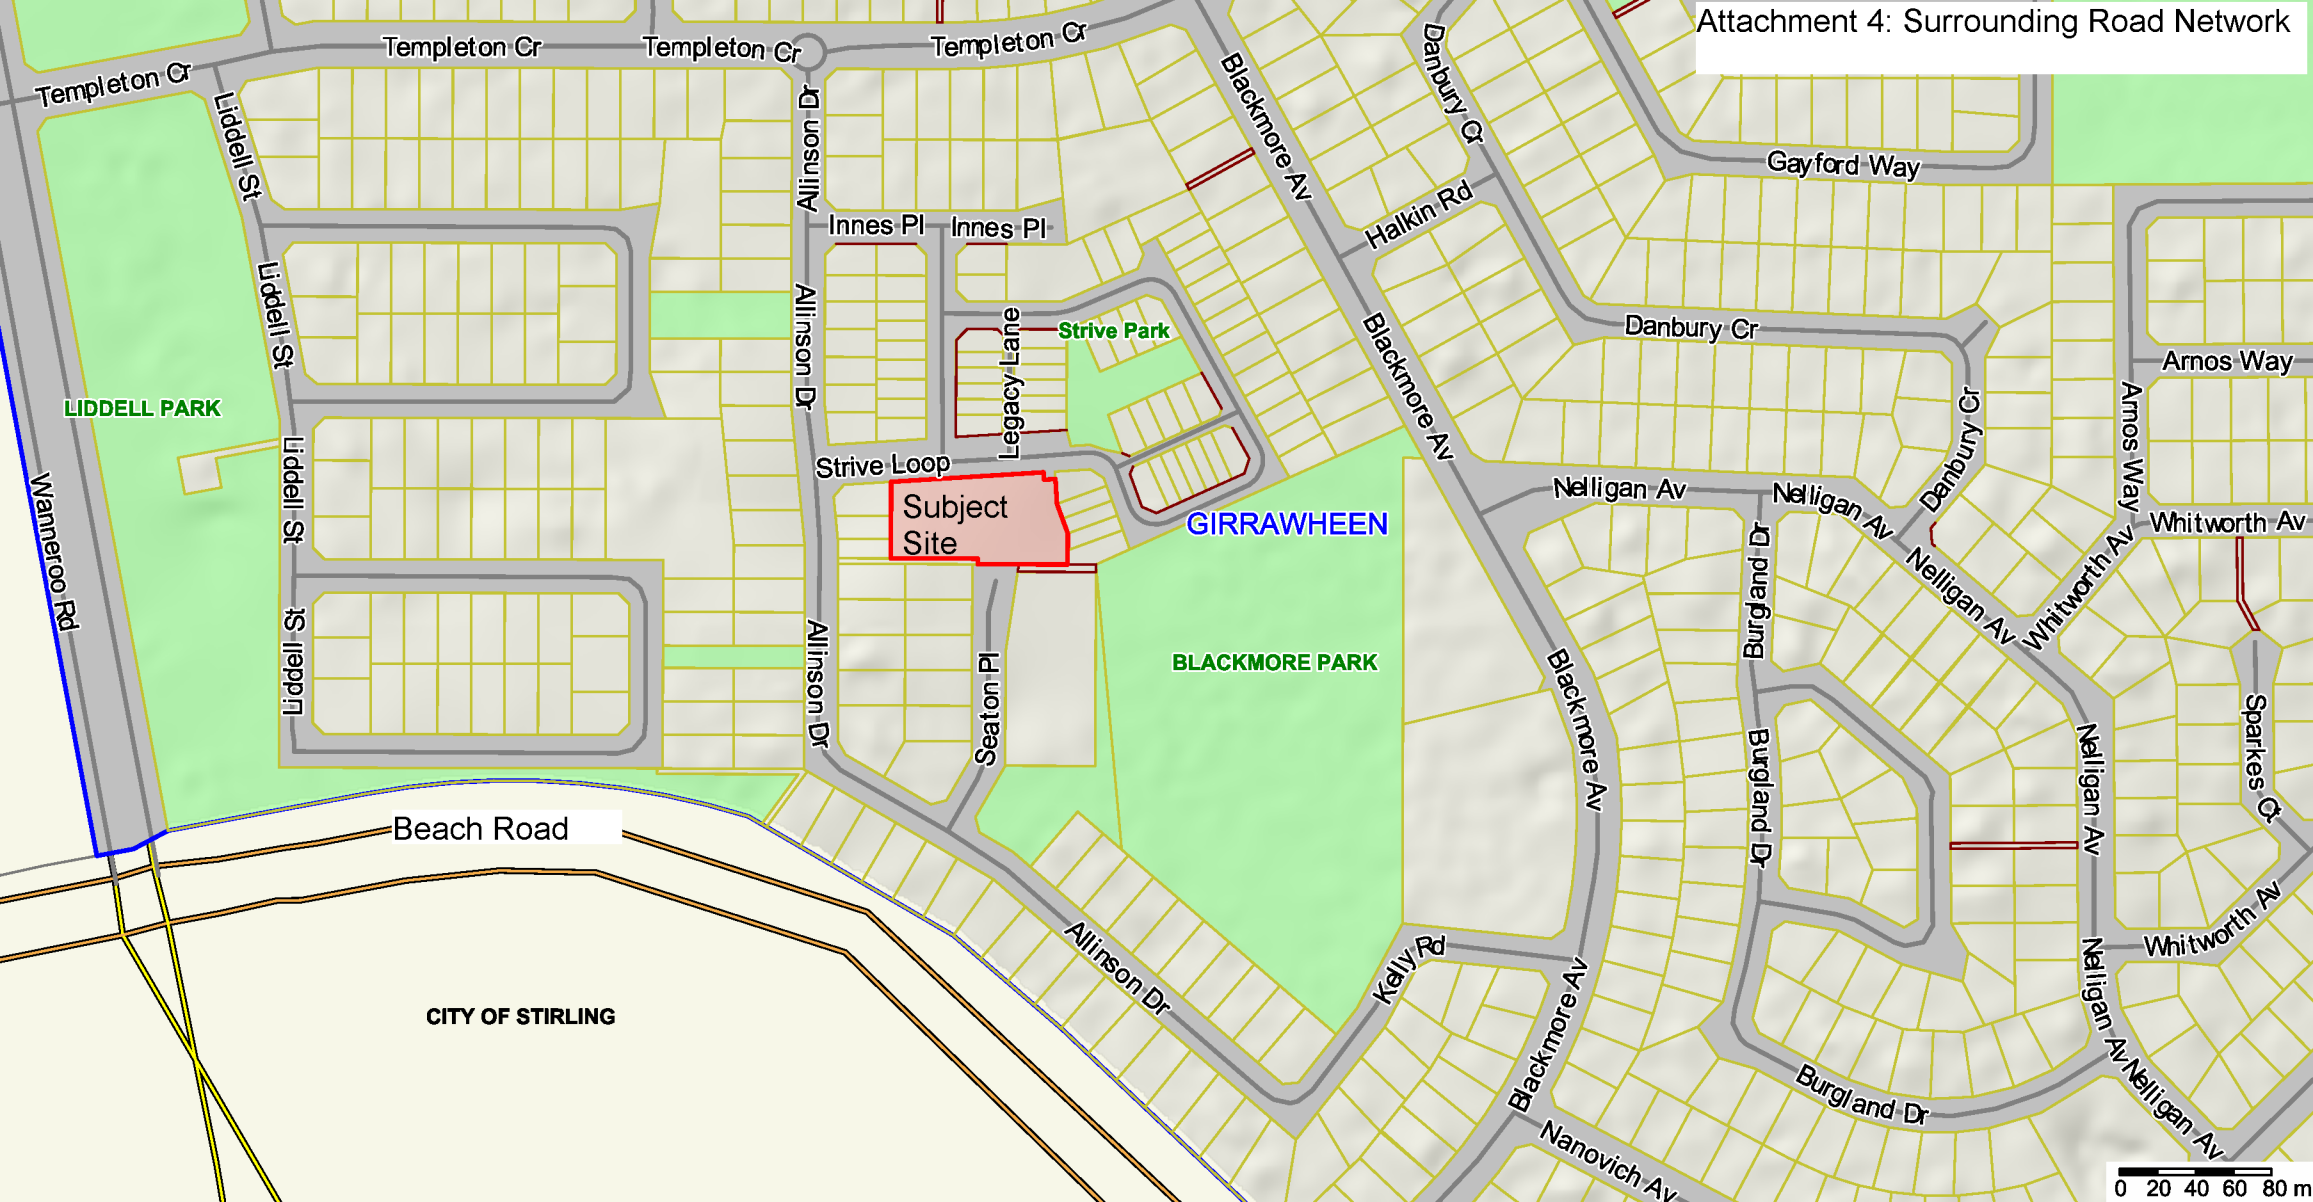 Attachment 4: Surrounding Road Network
Templeton Cr
Templeton Cr
Templeton Cr
Templeton Cr
Liddell St
Allinson Dr
Blackmore Av
Danbury Cr
Gayford Way
Halkin Rd
Innes Pl
Innes Pl
Liddell St
Allinson Dr
Legacy Lane
Strive Park
Blackmore Av
Danbury Cr
Arnos Way
Arnos Way
LIDDELL PARK
Danbury Cr
Liddell St
Strive Loop
Wanneroo Rd
Subject
Site
GIRRAWHEEN
Nelligan Av
Nelligan Av
Whitworth Av
Burgland Dr
Nelligan Av
Whitworth Av
Liddell St
Allinson Dr
Seaton Pl
BLACKMORE PARK
Blackmore Av
Burgland Dr
Nelligan Av
Sparkes Ct
Beach Road
Allinson Dr
Kelly Rd
Whitworth Av
Nelligan Av
CITY OF STIRLING
Blackmore Av
Burgland Dr
Nelligan Av
Nanovich Av
0 20 40 60 80 m